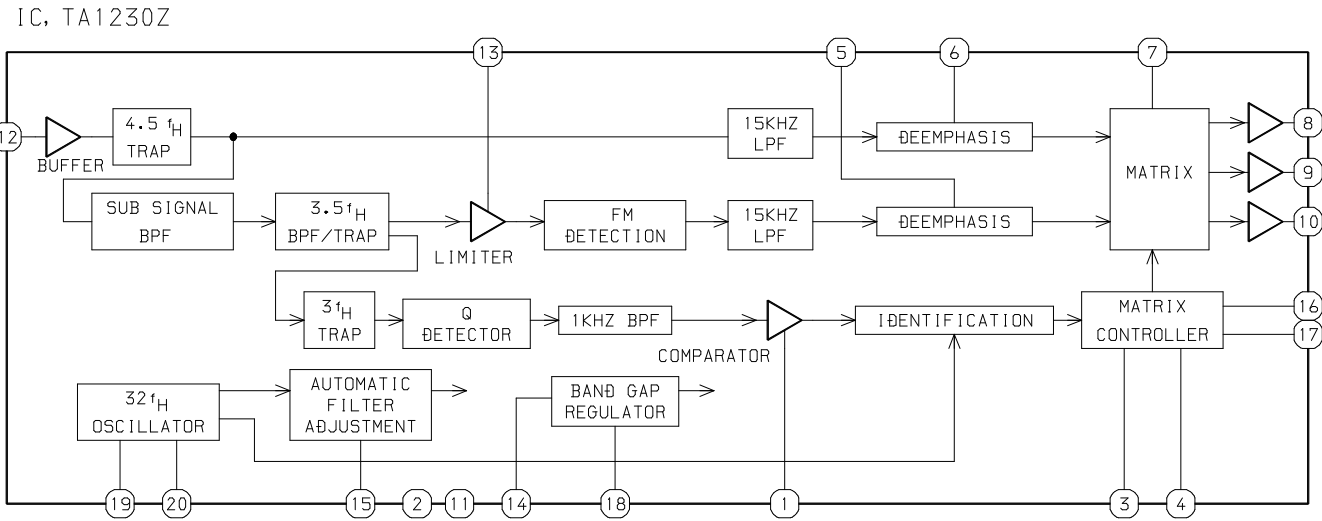 IC, TA1230Z
13
5
6
7
12
BUFFER
4.5 fH
TRAP
15KHZ
LPF
DEEMPHASIS
MATRIX
8
9
10
SUB SIGNAL
BPF
3.5fH
BPF/TRAP
LIMITER
FM
DETECTION
15KHZ
LPF
DEEMPHASIS
3fH
TRAP
Q
DETECTOR
1KHZ BPF
COMPARATOR
IDENTIFICATION
MATRIX
CONTROLLER
16
17
32fH
OSCILLATOR
AUTOMATIC
FILTER
ADJUSTMENT
BAND GAP
REGULATOR
19
20
15
2
11
14
18
1
3
4